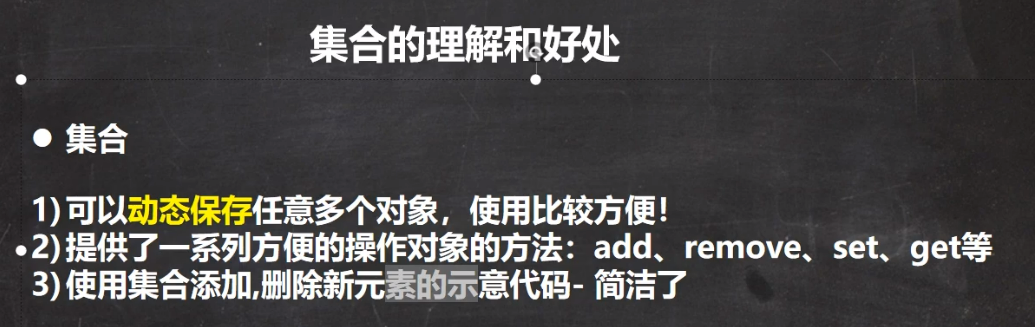 集合的理解和好处
● 集合
1)可以动态保存任意多个对象，使用比较方便！
2)提供了一系列方便的操作对象的方法：add、remove、set、get等
3)使用集合添加,删除新元素的示意代码- 简洁了